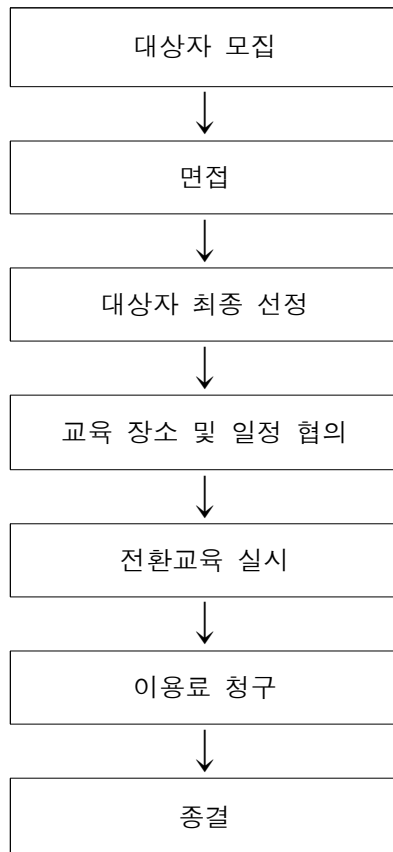 대상자 모집
면접
대상자 최종 선정
교육 장소 및 일정 협의
전환교육 실시
이용료 청구
종결